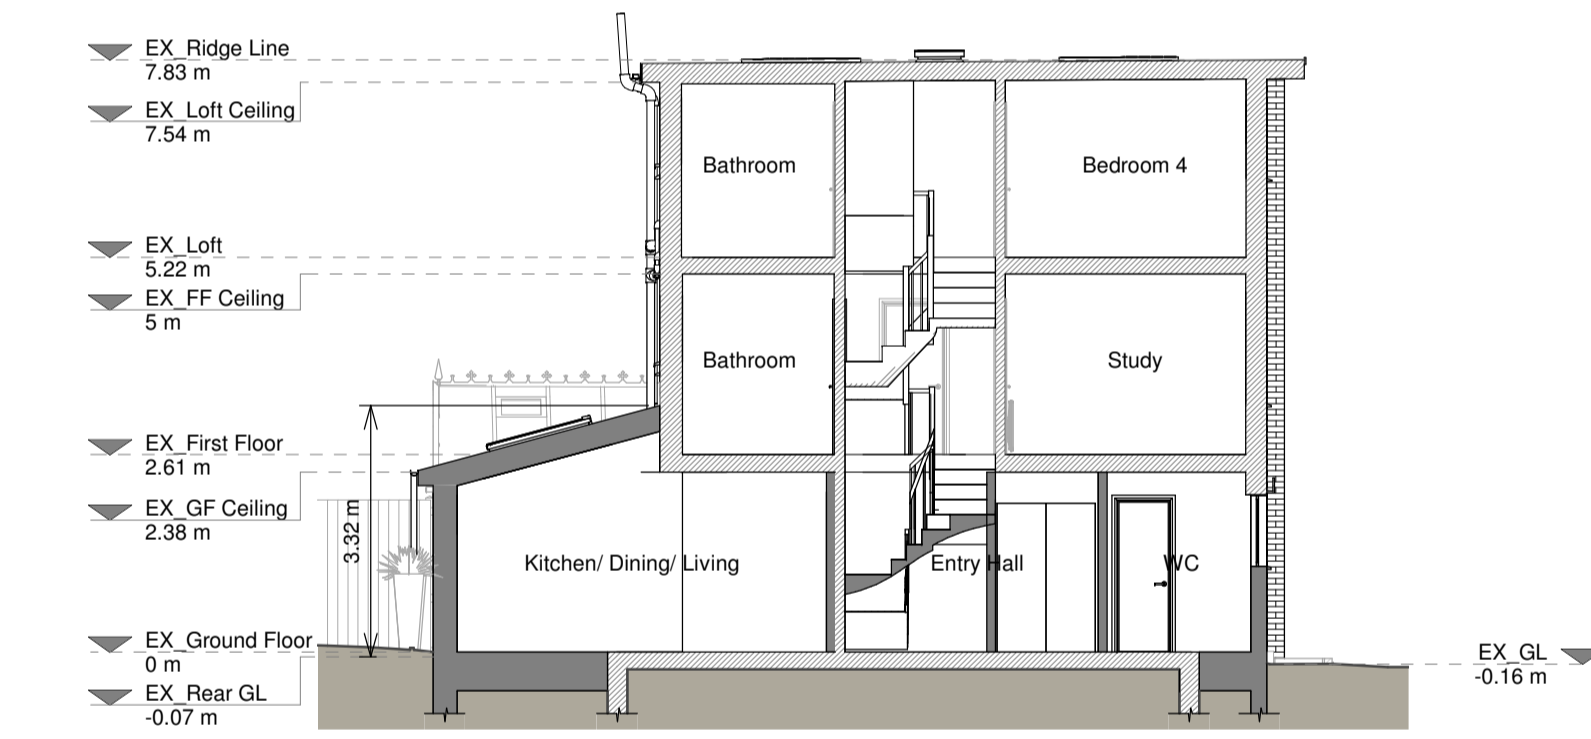 EX_Ridge Line
7.83 m
EX_Loft Ceiling
7.54 m
Bathroom
Bedroom 4
EX_Loft
5.22 m
EX_FF Ceiling
5 m
Bathroom
Study
EX_First Floor
2.61 m
EX_GF Ceiling
2.38 m
3.32 m
Kitchen/ Dining/ Living
Entry Hall
WC
EX_Ground Floor
0 m
EX_Rear GL
-0.07 m
EX_GL
-0.16 m